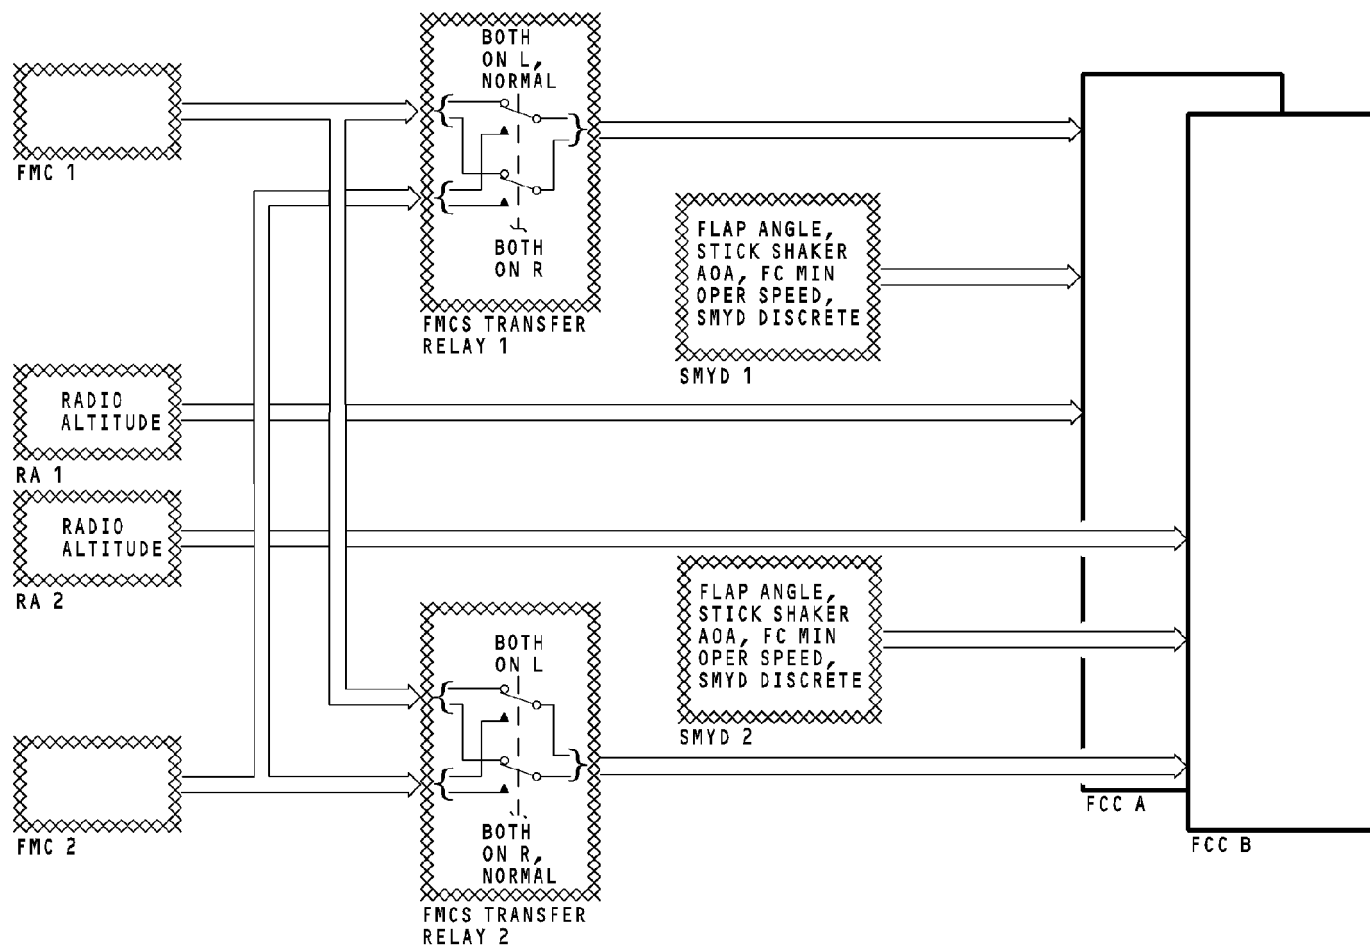 BOTH
ON L,
NORMAL
FMC 1
BOTH
ON R
FMCS TRANSFER
RELAY 1
FLAP ANGLE,
STICK SHAKER
AOA, FC MIN
OPER SPEED,
SMYD DISCRETE
SMYD 1
RADIO
ALTITUDE
RA 1
RADIO
ALTITUDE
RA 2
FLAP ANGLE,
STICK SHAKER
AOA, FC MIN
OPER SPEED,
SMYD DISCRETE
SMYD 2
BOTH
ON L
FMC 2
BOTH
ON R,
NORMAL
FMCS TRANSFER
RELAY 2
FCC A
FCC B